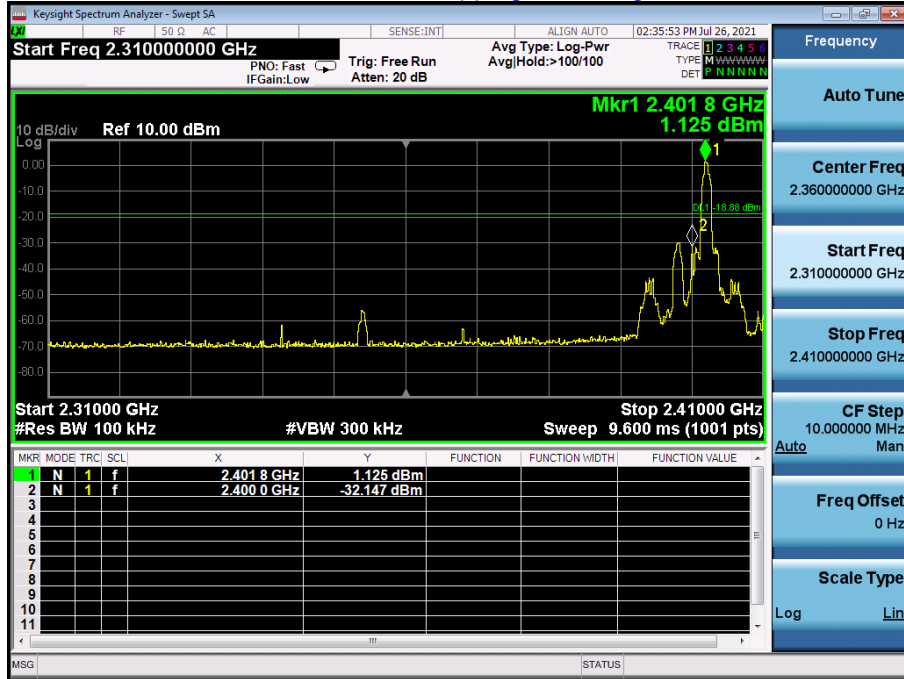 Keysight Spectrum Analyzer - Swept SA
LXI RF 50 Ω AC SENSE:INT ALIGN AUTO 02:35:53 PM Jul 26, 2021
Start Freq 2.310000000 GHz
PNO: Fast
IFGain:Low
Trig: Free Run
Atten: 20 dB
Avg Type: Log-Pwr
Avg|Hold:>100/100
TRACE 1 2 3 4 5 6
TYPE M WWWWW
DET P N N N N N
Mkr1 2.401 8 GHz
1.125 dBm
10 dB/div Ref 10.00 dBm
Log
1
0.00
-10.0
DL1 -18.88 dBm
-20.0
2
-30.0
-40.0
-50.0
-60.0
-70.0
-80.0
Start 2.31000 GHz Stop 2.41000 GHz
#Res BW 100 kHz #VBW 300 kHz Sweep 9.600 ms (1001 pts)
MKR MODE TRC SCL X Y FUNCTION FUNCTION WIDTH FUNCTION VALUE
1 N 1 f 2.401 8 GHz 1.125 dBm
2 N 1 f 2.400 0 GHz -32.147 dBm
3
4
5
6
7
8
9
10
11
MSG STATUS
Frequency
Auto Tune
Center Freq
2.360000000 GHz
Start Freq
2.310000000 GHz
Stop Freq
2.410000000 GHz
CF Step
10.000000 MHz
Auto Man
Freq Offset
0 Hz
Scale Type
Log Lin